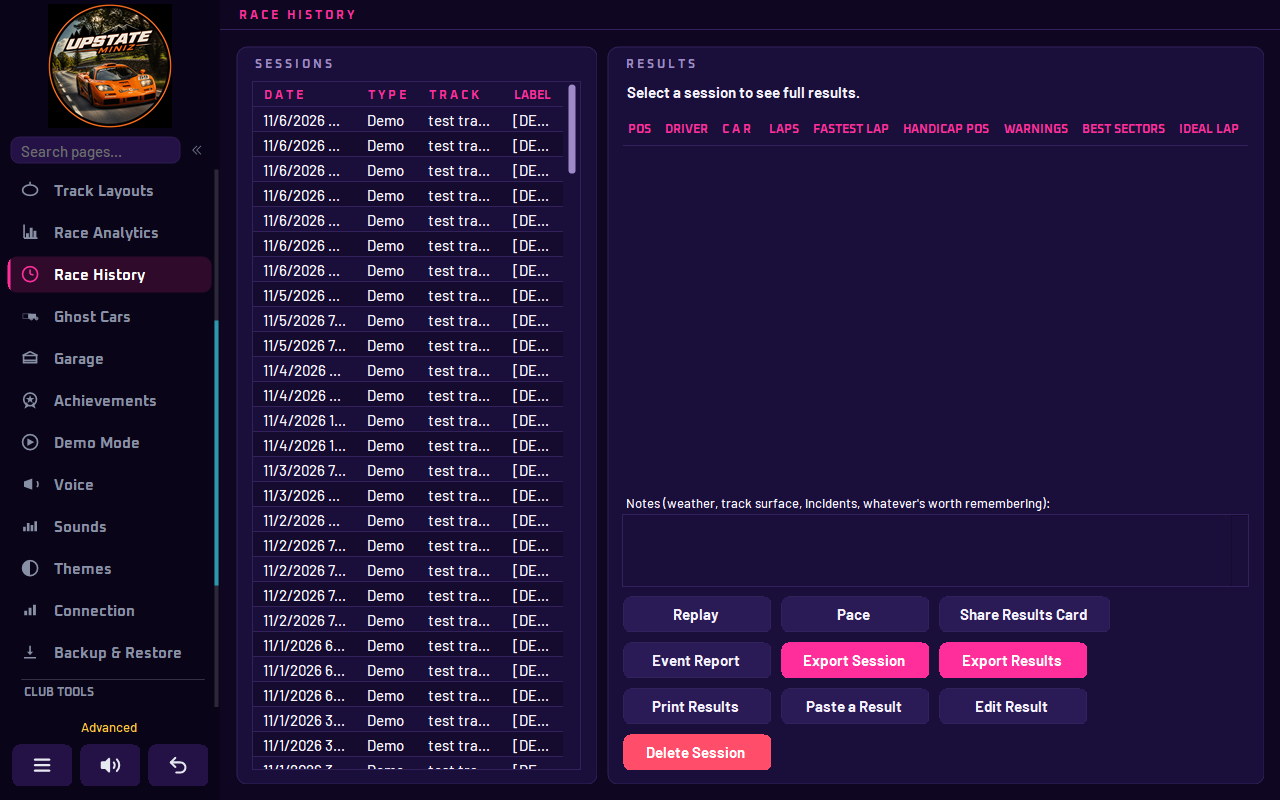 UPSTATE
MINIZ
Search pages...
Track Layouts
Race Analytics
Race History
Ghost Cars
Garage
Achievements
Demo Mode
Voice
Sounds
Themes
Connection
Backup & Restore
CLUB TOOLS
Advanced
RACE HISTORY
SESSIONS
DATE TYPE TRACK LABEL
11/6/2026 ... Demo test tra... [DE...
11/6/2026 ... Demo test tra... [DE...
11/6/2026 ... Demo test tra... [DE...
11/6/2026 ... Demo test tra... [DE...
11/6/2026 ... Demo test tra... [DE...
11/6/2026 ... Demo test tra... [DE...
11/6/2026 ... Demo test tra... [DE...
11/5/2026 ... Demo test tra... [DE...
11/5/2026 7... Demo test tra... [DE...
11/5/2026 7... Demo test tra... [DE...
11/4/2026 ... Demo test tra... [DE...
11/4/2026 ... Demo test tra... [DE...
11/4/2026 1... Demo test tra... [DE...
11/4/2026 1... Demo test tra... [DE...
11/3/2026 7... Demo test tra... [DE...
11/3/2026 ... Demo test tra... [DE...
11/2/2026 ... Demo test tra... [DE...
11/2/2026 7... Demo test tra... [DE...
11/2/2026 7... Demo test tra... [DE...
11/2/2026 7... Demo test tra... [DE...
11/2/2026 7... Demo test tra... [DE...
11/1/2026 6... Demo test tra... [DE...
11/1/2026 6... Demo test tra... [DE...
11/1/2026 6... Demo test tra... [DE...
11/1/2026 3... Demo test tra... [DE...
11/1/2026 3... Demo test tra... [DE...
RESULTS
Select a session to see full results.
POS DRIVER CAR LAPS FASTEST LAP HANDICAP POS WARNINGS BEST SECTORS IDEAL LAP
Notes (weather, track surface, incidents, whatever's worth remembering):
Replay Pace Share Results Card
Event Report Export Session Export Results
Print Results Paste a Result Edit Result
Delete Session